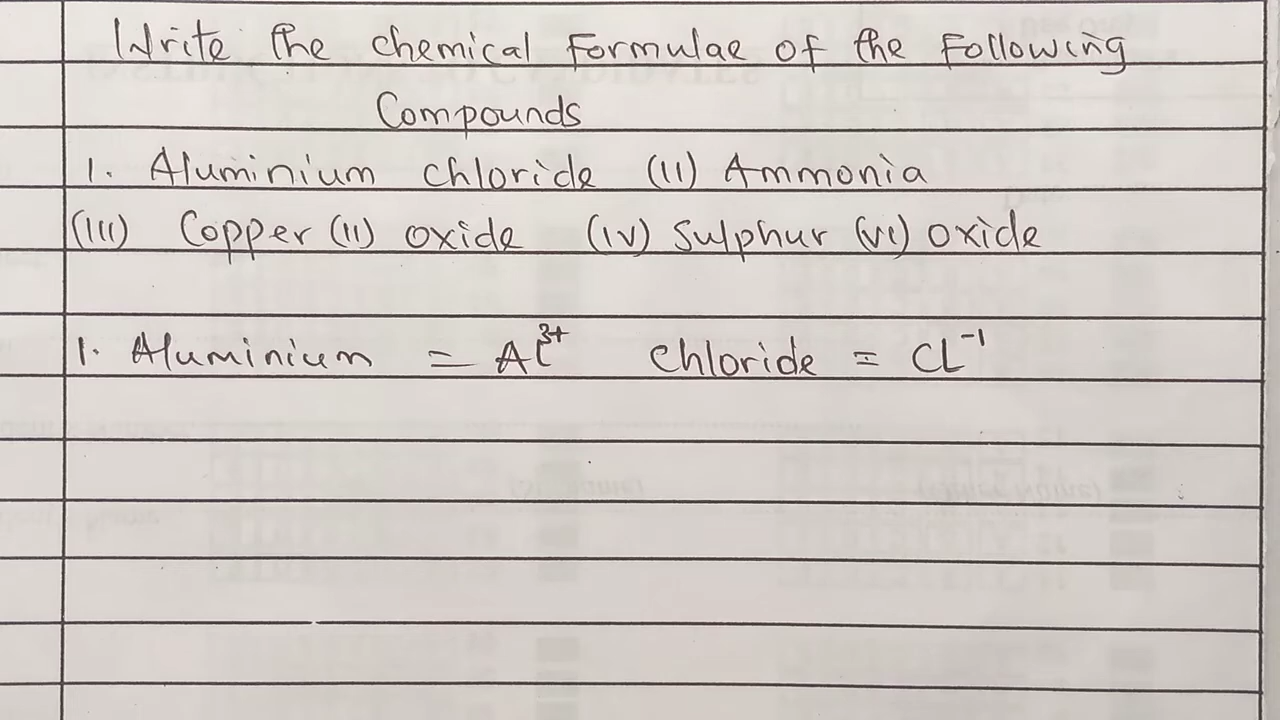 Write the chemical Formulae of the Following
Compounds
1. Aluminium chloride (II) Ammonia
(III) Copper (II) oxide (IV) Sulphur (VI) oxide
1. Aluminium = Al³⁺ Chloride = CL⁻¹